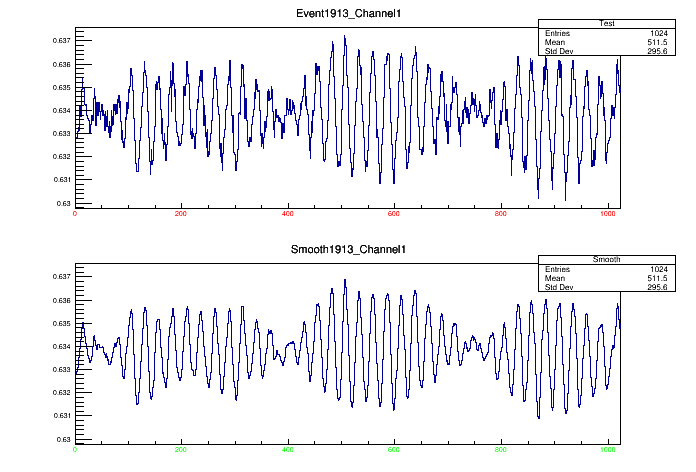 Event1913_Channel1
Test
Entries 1024
Mean 511.5
Std Dev 295.6
0.637
0.636
0.635
0.634
0.633
0.632
0.631
0.63
0 200 400 600 800 1000
Smooth1913_Channel1
Smooth
Entries 1024
Mean 511.5
Std Dev 295.6
0.637
0.636
0.635
0.634
0.633
0.632
0.631
0.63
0 200 400 600 800 1000